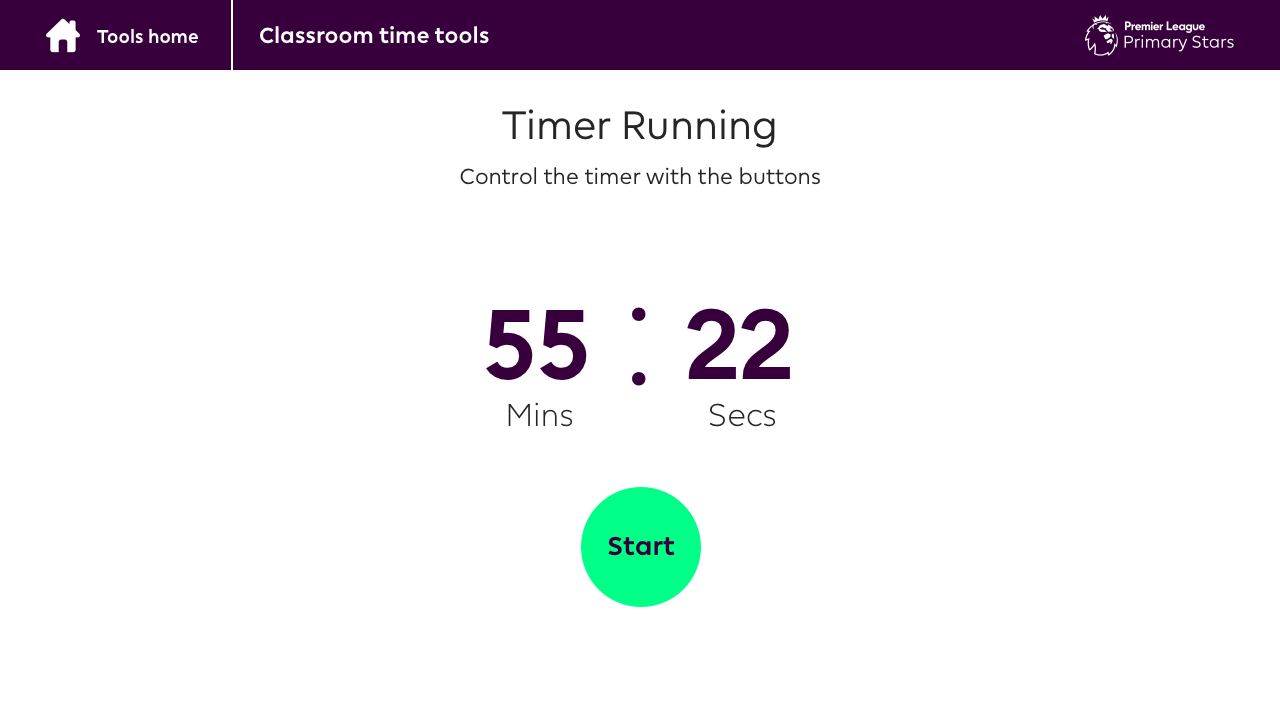 Tools home
Classroom time tools
Premier League
Primary Stars
Timer Running
Control the timer with the buttons
55 : 22
Mins Secs
Start